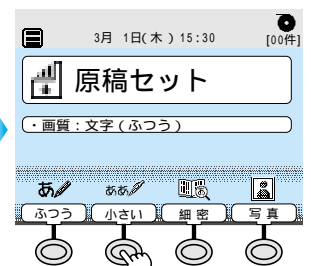 3月 1日(木) 15:30 [00件]
原稿セット
・画質：文字(ふつう)
あ ああ
ふつう 小さい 細密 写真